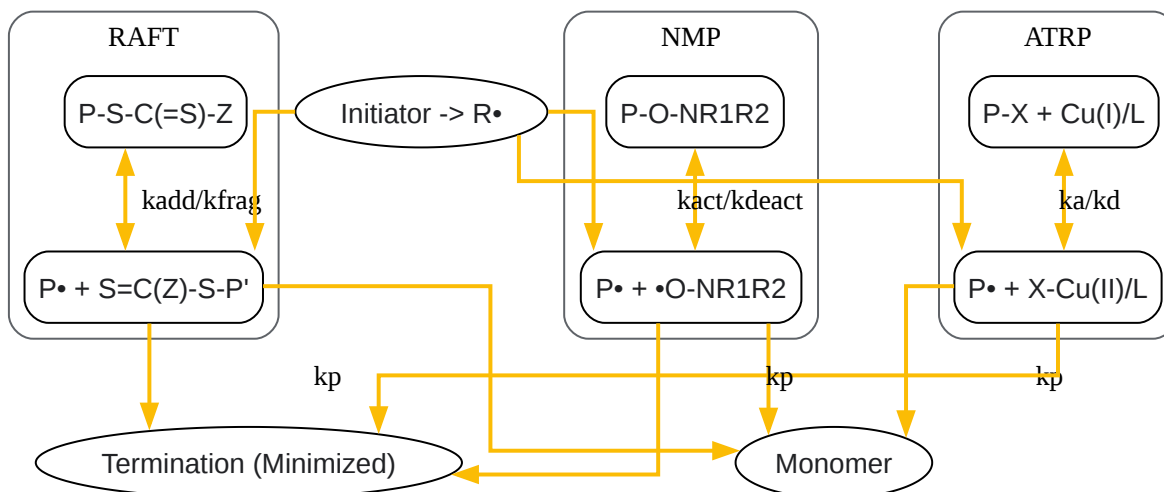 RAFT
NMP
ATRP
P-S-C(=S)-Z
Initiator -> R•
P-O-NR1R2
P-X + Cu(I)/L
kadd/kfrag
kact/kdeact
ka/kd
P• + S=C(Z)-S-P'
P• + •O-NR1R2
P• + X-Cu(II)/L
kp
kp
kp
Termination (Minimized)
Monomer